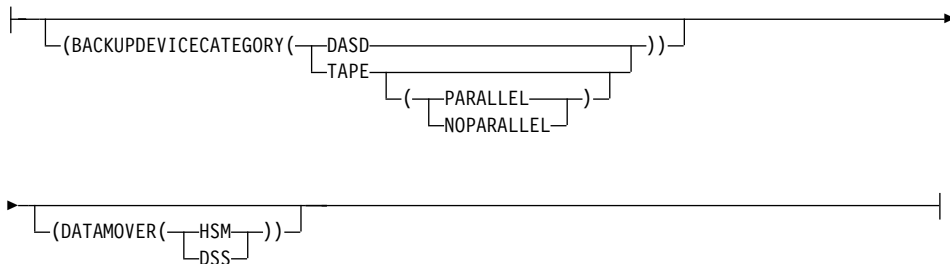 (BACKUPDEVICECATEGORY( DASD ))
TAPE
( PARALLEL )
NOPARALLEL
(DATAMOVER( HSM ))
DSS